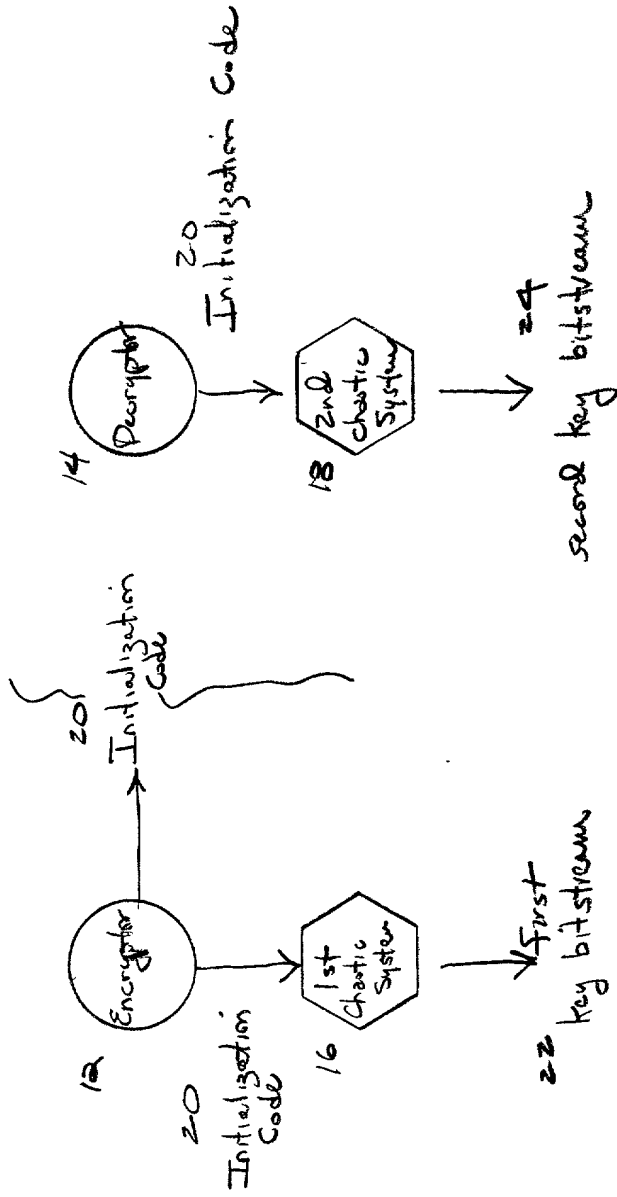 12
Encryptor
20
Initialization
Code
20
Initialization
Code
16
1st
Chaotic
System
22
First
key bitstream
14
Decryptor
20
Initialization Code
18
2nd
Chaotic
System
24
second key bitstream